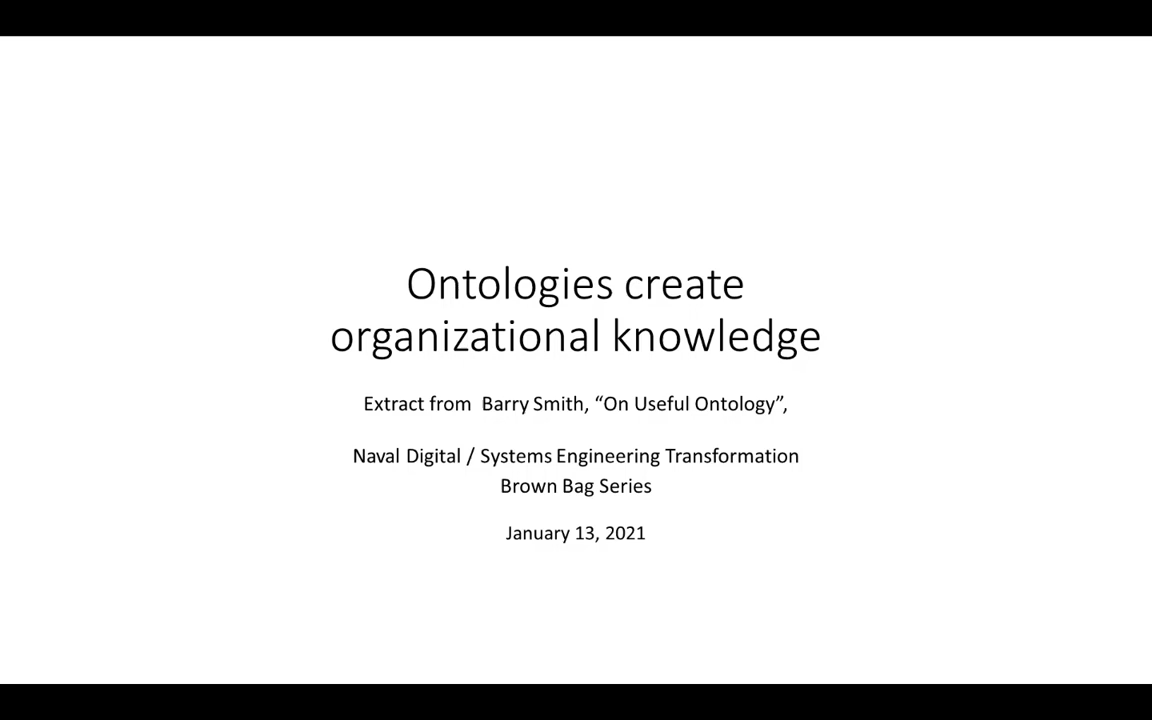 Ontologies create
organizational knowledge
Extract from  Barry Smith, “On Useful Ontology”,
Naval Digital / Systems Engineering Transformation
Brown Bag Series
January 13, 2021